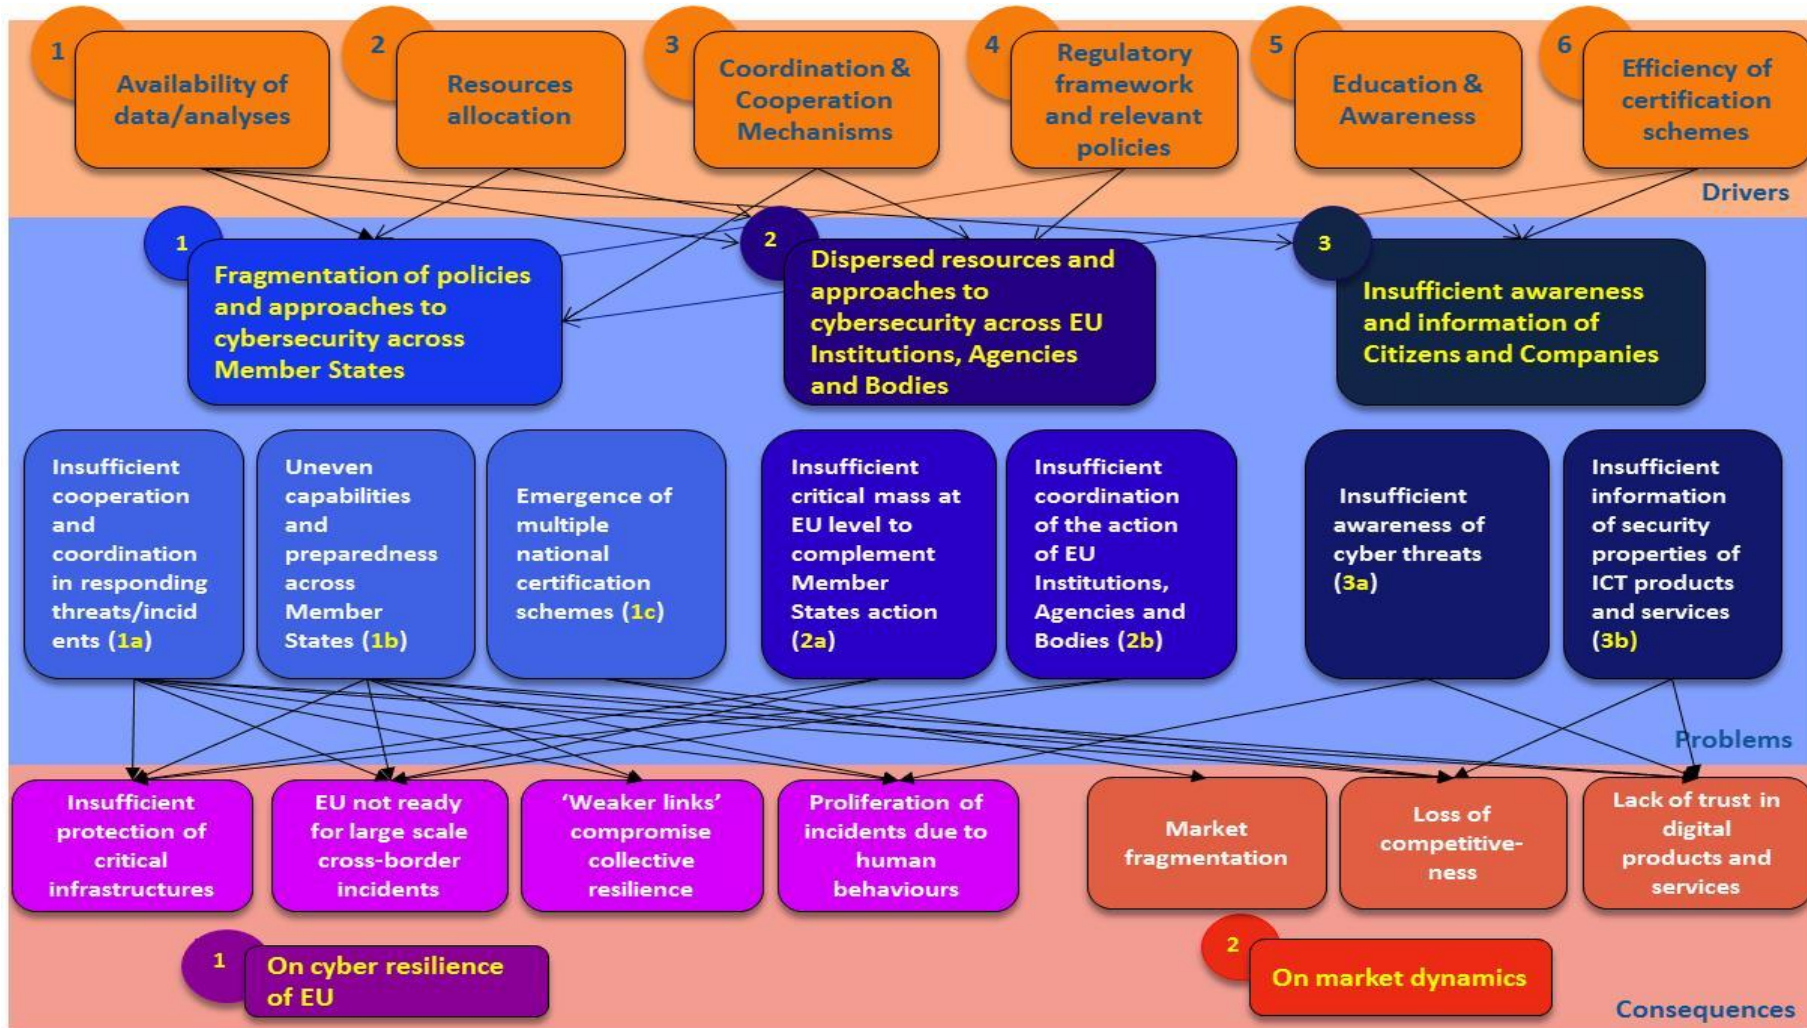 1
Availability of
data/analyses
2
Resources
allocation
3
Coordination &
Cooperation
Mechanisms
4
Regulatory
framework
and relevant
policies
5
Education &
Awareness
6
Efficiency of
certification
schemes
Drivers
1
Fragmentation of policies
and approaches to
cybersecurity across
Member States
2
Dispersed resources and
approaches to
cybersecurity across EU
Institutions, Agencies
and Bodies
3
Insufficient awareness
and information of
Citizens and Companies
Insufficient
cooperation
and
coordination
in responding
threats/incid
ents (1a)
Uneven
capabilities
and
preparedness
across
Member
States (1b)
Emergence of
multiple
national
certification
schemes (1c)
Insufficient
critical mass at
EU level to
complement
Member
States action
(2a)
Insufficient
coordination
of the action
of EU
Institutions,
Agencies and
Bodies (2b)
Insufficient
awareness of
cyber threats
(3a)
Insufficient
information
of security
properties of
ICT products
and services
(3b)
Problems
Insufficient
protection of
critical
infrastructures
EU not ready
for large scale
cross-border
incidents
‘Weaker links’
compromise
collective
resilience
Proliferation of
incidents due to
human
behaviours
Market
fragmentation
Loss of
competitive-
ness
Lack of trust in
digital
products and
services
1
On cyber resilience
of EU
2
On market dynamics
Consequences